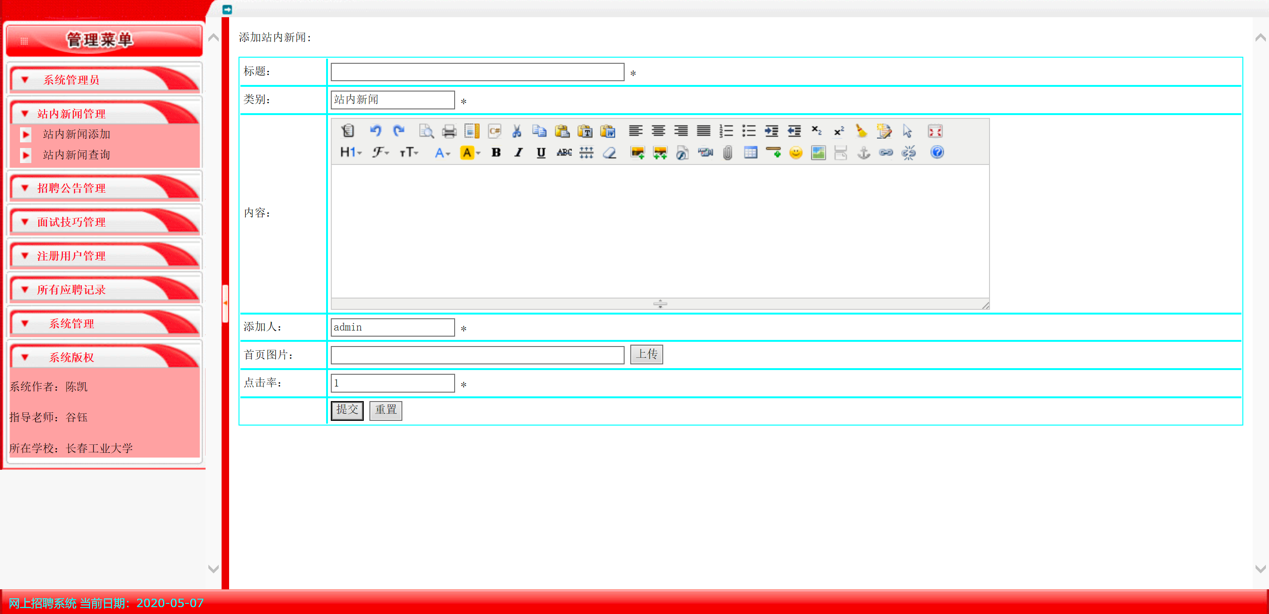 管理菜单
系统管理员
站内新闻管理
站内新闻添加
站内新闻查询
招聘公告管理
面试技巧管理
注册用户管理
所有应聘记录
系统管理
系统版权
系统作者：陈凯
指导老师：谷钰
所在学校：长春工业大学
添加站内新闻：
标题： *
类别： 站内新闻 *
内容：
添加人： admin *
首页图片： 上传
点击率： 1 *
提交 重置
网上招聘系统 当前日期：2020-05-07